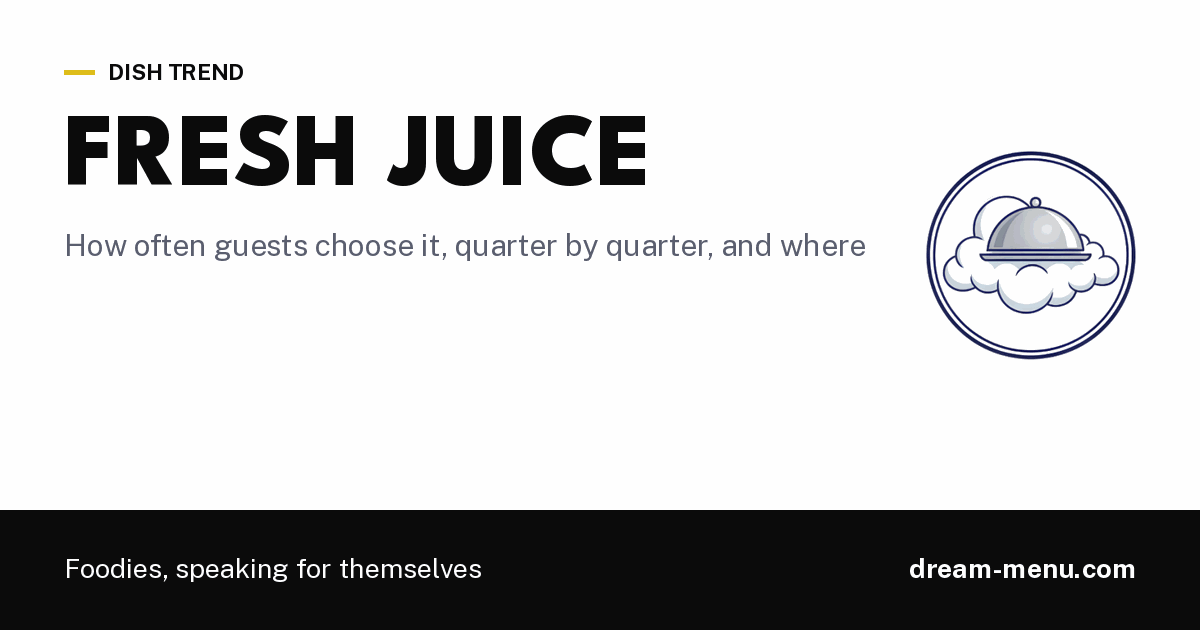 DISH TREND
FRESH JUICE
How often guests choose it, quarter by quarter, and where
Foodies, speaking for themselves
dream-menu.com